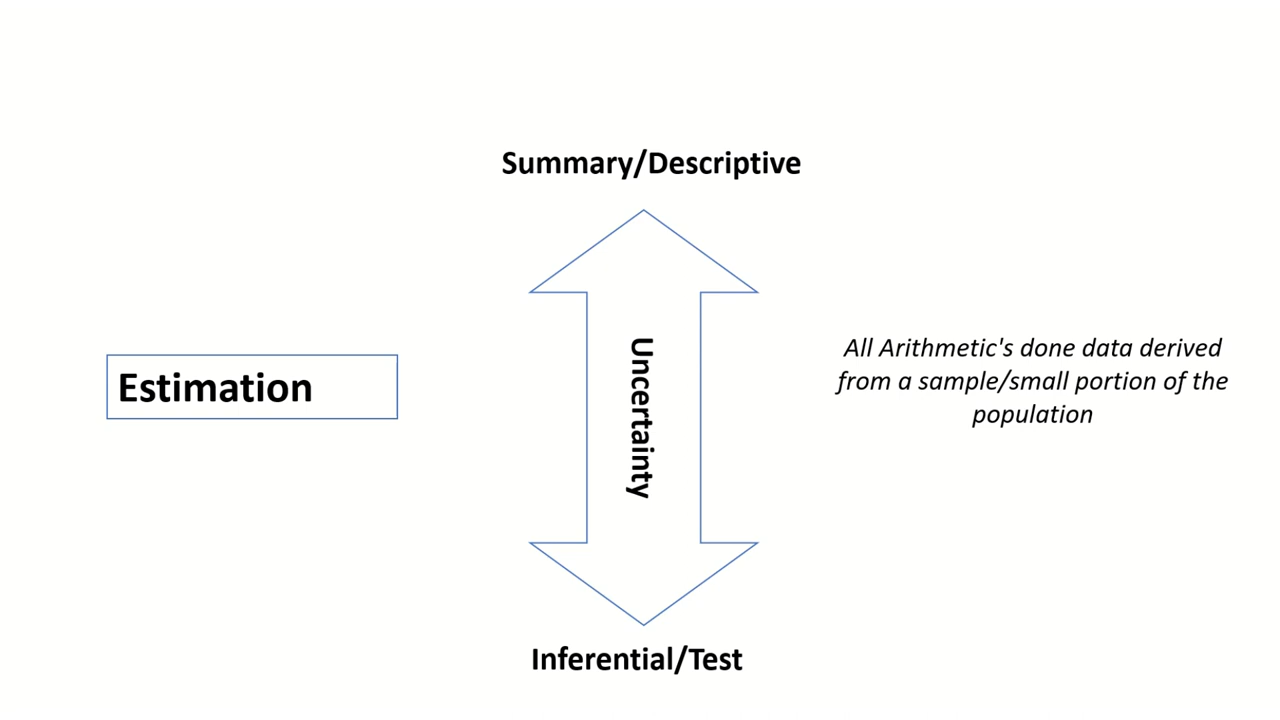 Summary/Descriptive
Uncertainty
Estimation
All Arithmetic's done data derived
from a sample/small portion of the
population
Inferential/Test